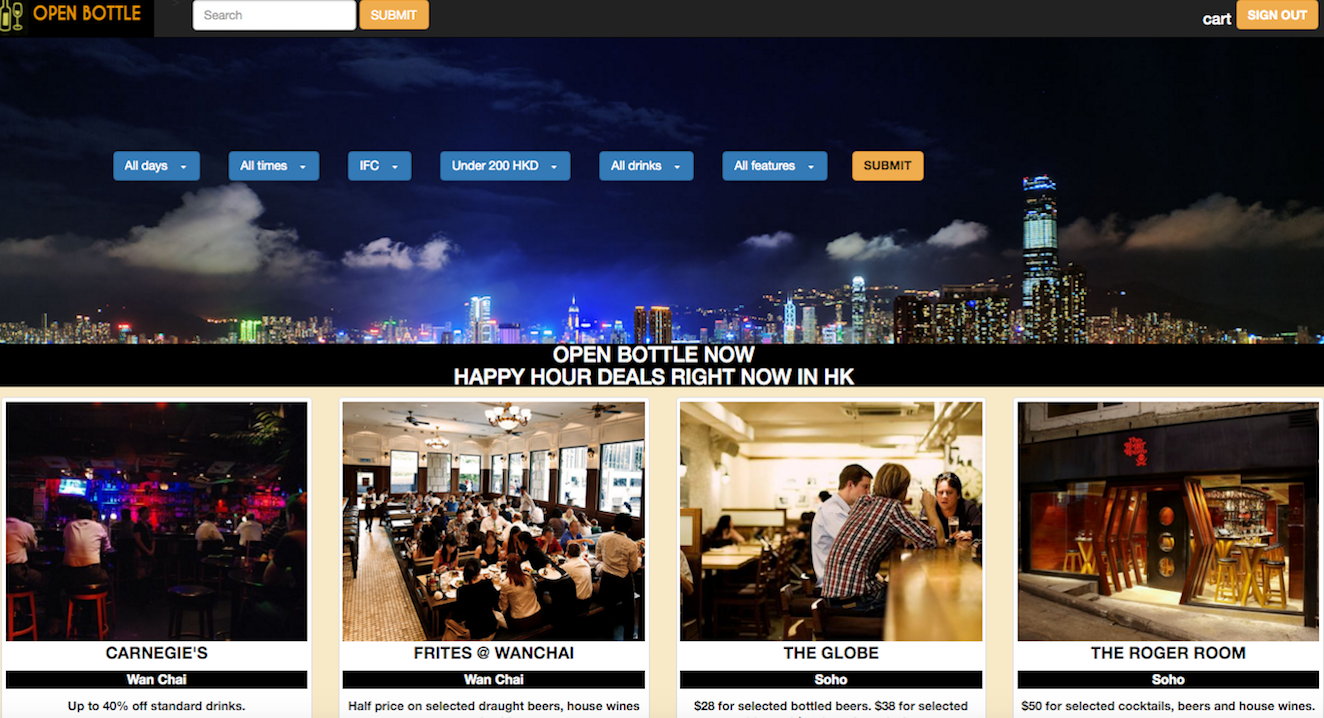 OPEN BOTTLE
Search
SUBMIT
cart
SIGN OUT
All days
All times
IFC
Under 200 HKD
All drinks
All features
SUBMIT
OPEN BOTTLE NOW
HAPPY HOUR DEALS RIGHT NOW IN HK
CARNEGIE'S
Wan Chai
Up to 40% off standard drinks.
FRITES @ WANCHAI
Wan Chai
Half price on selected draught beers, house wines
THE GLOBE
Soho
$28 for selected bottled beers. $38 for selected
THE ROGER ROOM
Soho
$50 for selected cocktails, beers and house wines.